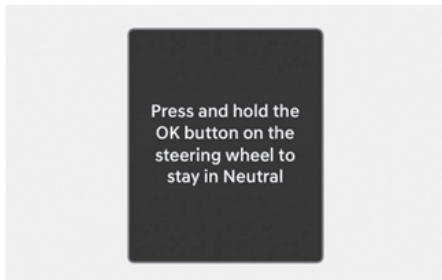 Press and hold the
OK button on the
steering wheel to
stay in Neutral